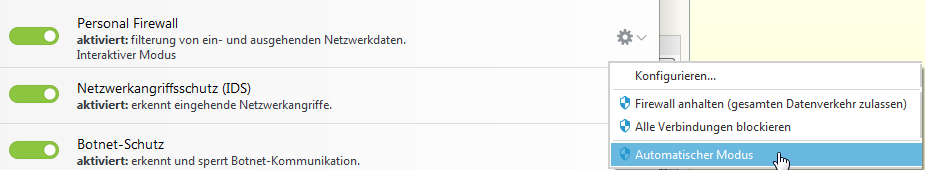 Personal Firewall
aktiviert: filterung von ein- und ausgehenden Netzwerkdaten.
Interaktiver Modus
Netzwerkangriffsschutz (IDS)
aktiviert: erkennt eingehende Netzwerkangriffe.
Botnet-Schutz
aktiviert: erkennt und sperrt Botnet-Kommunikation.
Konfigurieren...
Firewall anhalten (gesamten Datenverkehr zulassen)
Alle Verbindungen blockieren
Automatischer Modus